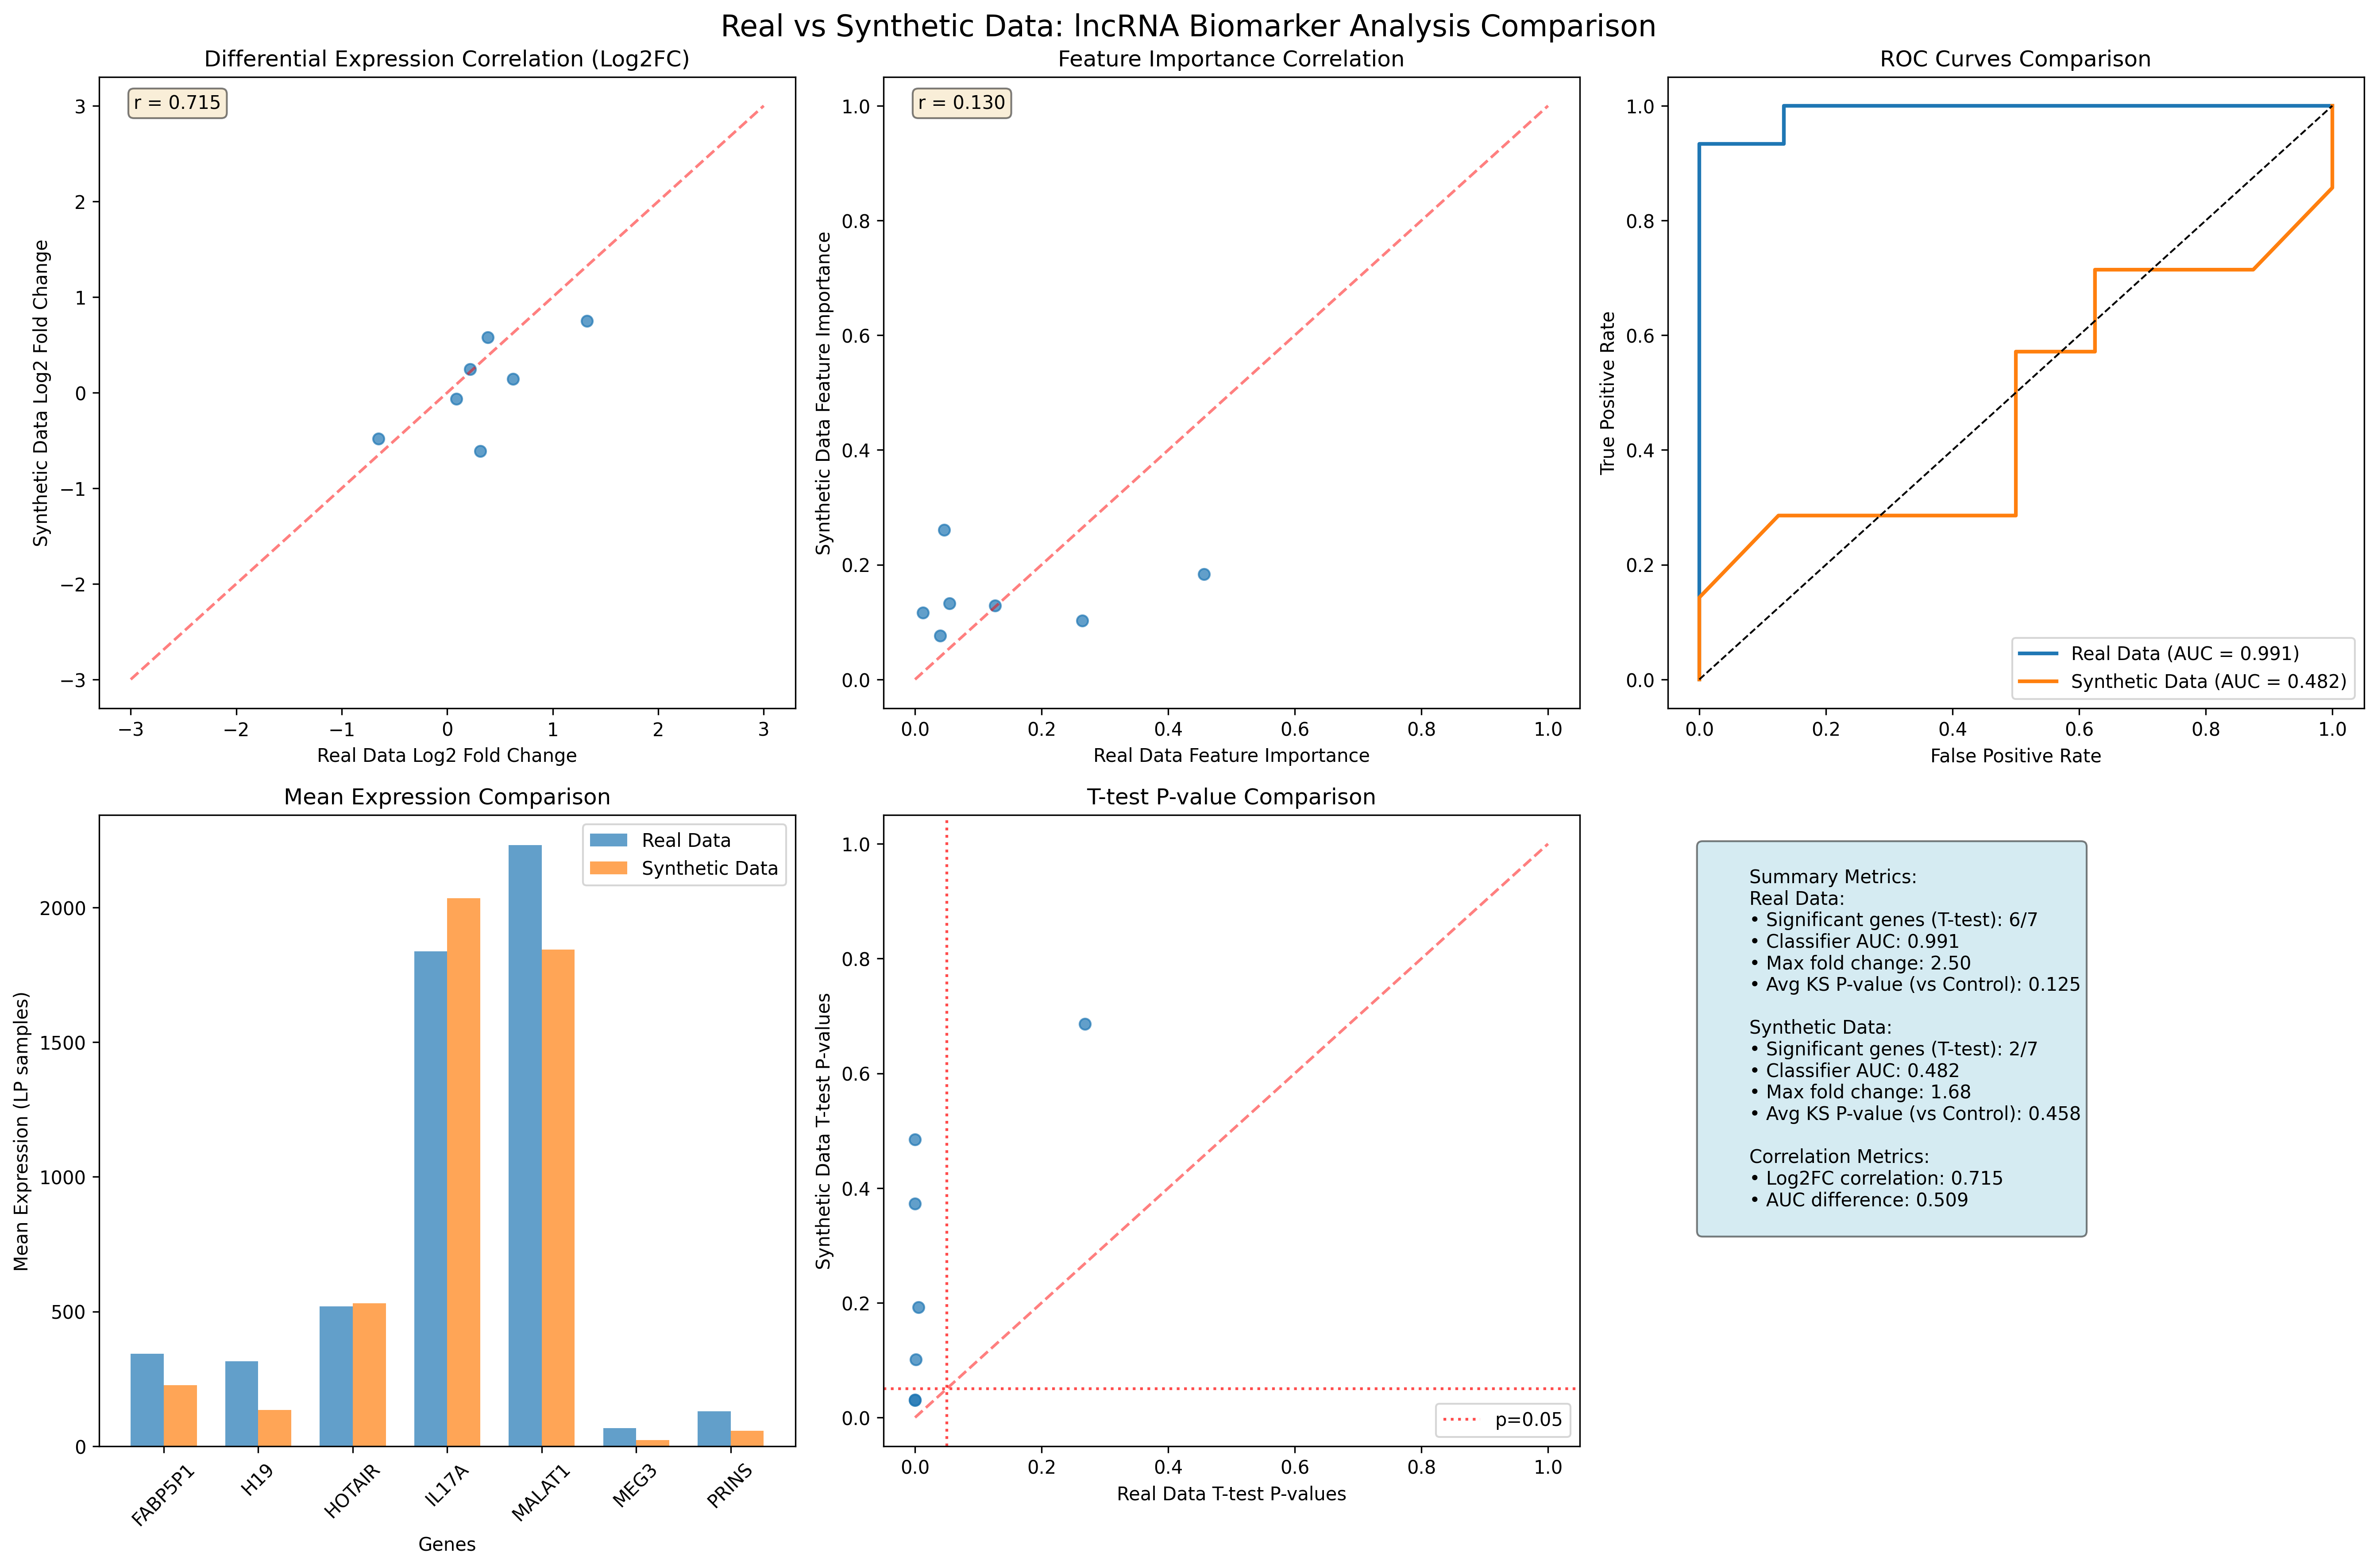 Real vs Synthetic Data: lncRNA Biomarker Analysis Comparison
Differential Expression Correlation (Log2FC)
r = 0.715
3
2
1
0
−1
−2
−3
Synthetic Data Log2 Fold Change
−3 −2 −1 0 1 2 3
Real Data Log2 Fold Change
Feature Importance Correlation
r = 0.130
1.0
0.8
0.6
0.4
0.2
0.0
Synthetic Data Feature Importance
0.0 0.2 0.4 0.6 0.8 1.0
Real Data Feature Importance
ROC Curves Comparison
1.0
0.8
0.6
0.4
0.2
0.0
True Positive Rate
Real Data (AUC = 0.991)
Synthetic Data (AUC = 0.482)
0.0 0.2 0.4 0.6 0.8 1.0
False Positive Rate
Mean Expression Comparison
Real Data
Synthetic Data
2000
1500
1000
500
0
Mean Expression (LP samples)
FABP5P1 H19 HOTAIR IL17A MALAT1 MEG3 PRINS
Genes
T-test P-value Comparison
1.0
0.8
0.6
0.4
0.2
0.0
Synthetic Data T-test P-values
p=0.05
0.0 0.2 0.4 0.6 0.8 1.0
Real Data T-test P-values
Summary Metrics:
Real Data:
• Significant genes (T-test): 6/7
• Classifier AUC: 0.991
• Max fold change: 2.50
• Avg KS P-value (vs Control): 0.125
Synthetic Data:
• Significant genes (T-test): 2/7
• Classifier AUC: 0.482
• Max fold change: 1.68
• Avg KS P-value (vs Control): 0.458
Correlation Metrics:
• Log2FC correlation: 0.715
• AUC difference: 0.509